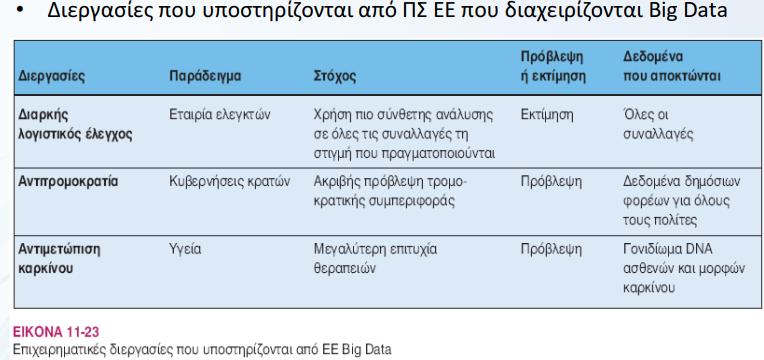 • Διεργασίες που υποστηρίζονται από ΠΣ ΕΕ που διαχειρίζονται Big Data
Διεργασίες Παράδειγμα Στόχος Πρόβλεψη ή εκτίμηση Δεδομένα που αποκτώνται
Διαρκής λογιστικός έλεγχος Εταιρία ελεγκτών Χρήση πιο σύνθετης ανάλυσης σε όλες τις συναλλαγές τη στιγμή που πραγματοποιούνται Εκτίμηση Όλες οι συναλλαγές
Αντιτρομοκρατία Κυβερνήσεις κρατών Ακριβής πρόβλεψη τρομο-κρατικής συμπεριφοράς Πρόβλεψη Δεδομένα δημόσιων φορέων για όλους τους πολίτες
Αντιμετώπιση καρκίνου Υγεία Μεγαλύτερη επιτυχία θεραπειών Πρόβλεψη Γονιδίωμα DNA ασθενών και μορφών καρκίνου
ΕΙΚΟΝΑ 11-23
Επιχειρηματικές διεργασίες που υποστηρίζονται από ΕΕ Big Data